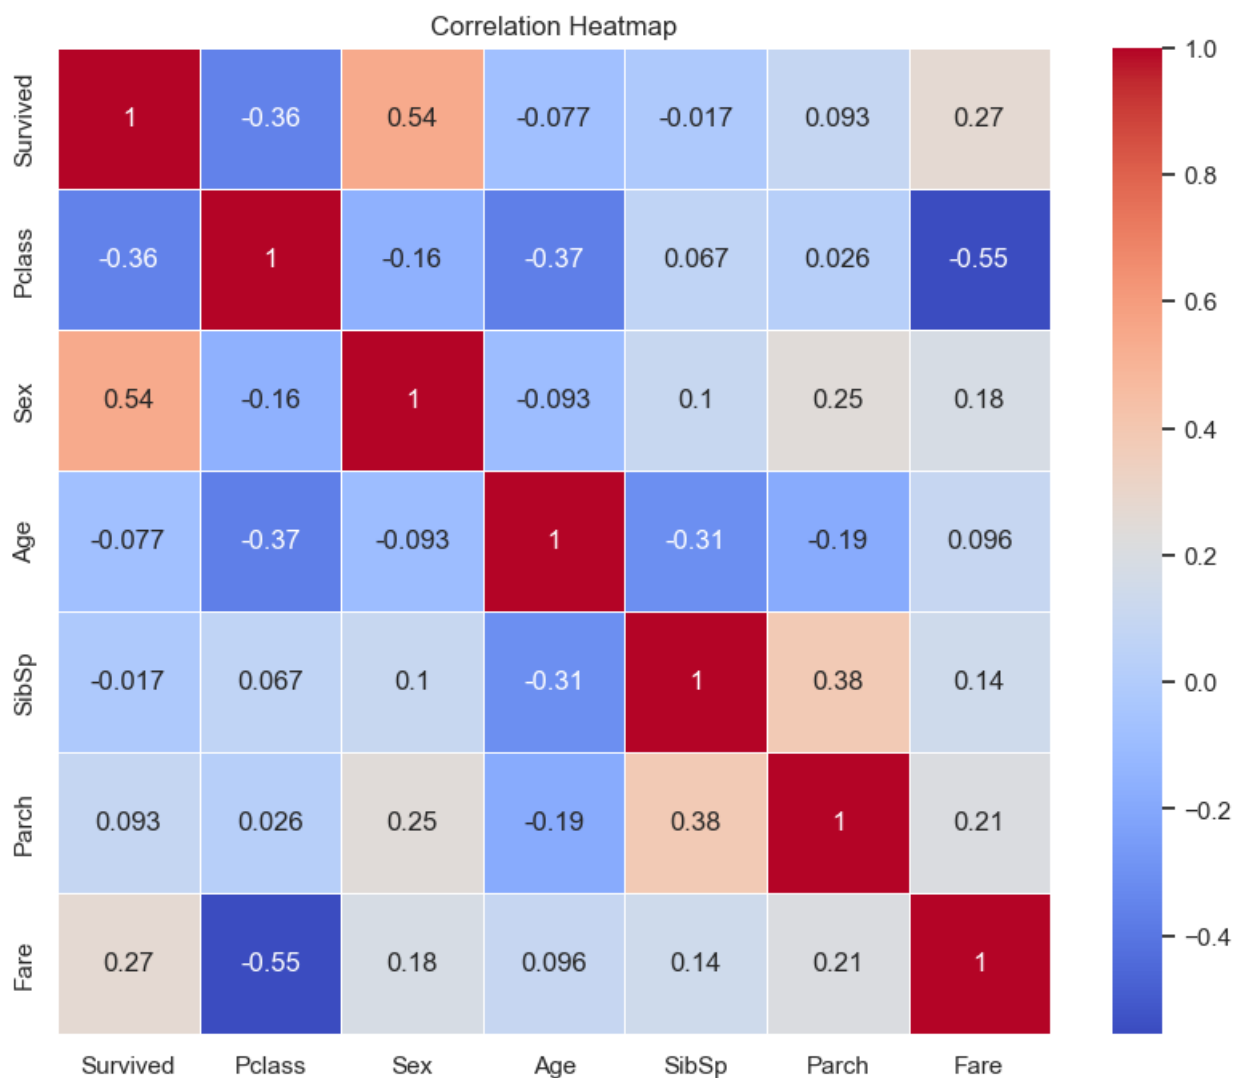 Correlation Heatmap
Survived 1 -0.36 0.54 -0.077 -0.017 0.093 0.27
Pclass -0.36 1 -0.16 -0.37 0.067 0.026 -0.55
Sex 0.54 -0.16 1 -0.093 0.1 0.25 0.18
Age -0.077 -0.37 -0.093 1 -0.31 -0.19 0.096
SibSp -0.017 0.067 0.1 -0.31 1 0.38 0.14
Parch 0.093 0.026 0.25 -0.19 0.38 1 0.21
Fare 0.27 -0.55 0.18 0.096 0.14 0.21 1
Survived Pclass Sex Age SibSp Parch Fare
1.0
0.8
0.6
0.4
0.2
0.0
−0.2
−0.4